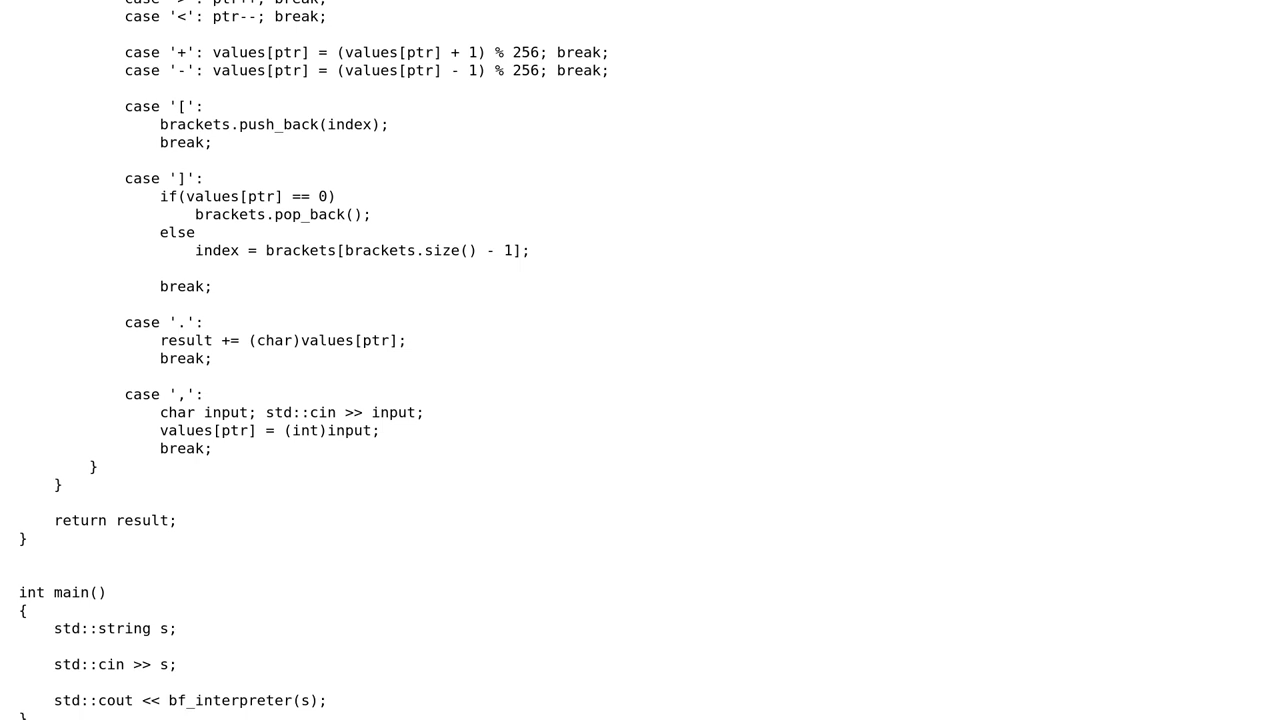 case '>': ptr++; break;
case '<': ptr--; break;
case '+': values[ptr] = (values[ptr] + 1) % 256; break;
case '-': values[ptr] = (values[ptr] - 1) % 256; break;
case '[':
brackets.push_back(index);
break;
case ']':
if(values[ptr] == 0)
brackets.pop_back();
else
index = brackets[brackets.size() - 1];
break;
case '.':
result += (char)values[ptr];
break;
case ',':
char input; std::cin >> input;
values[ptr] = (int)input;
break;
}
}
return result;
}
int main()
{
std::string s;
std::cin >> s;
std::cout << bf_interpreter(s);
}